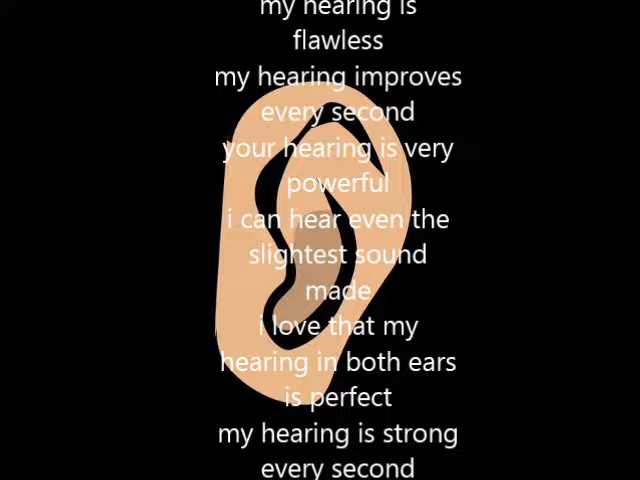 my hearing is
flawless
my hearing improves
every second
your hearing is very
powerful
i can hear even the
slightest sound
made
i love that my
hearing in both ears
is perfect
my hearing is strong
every second